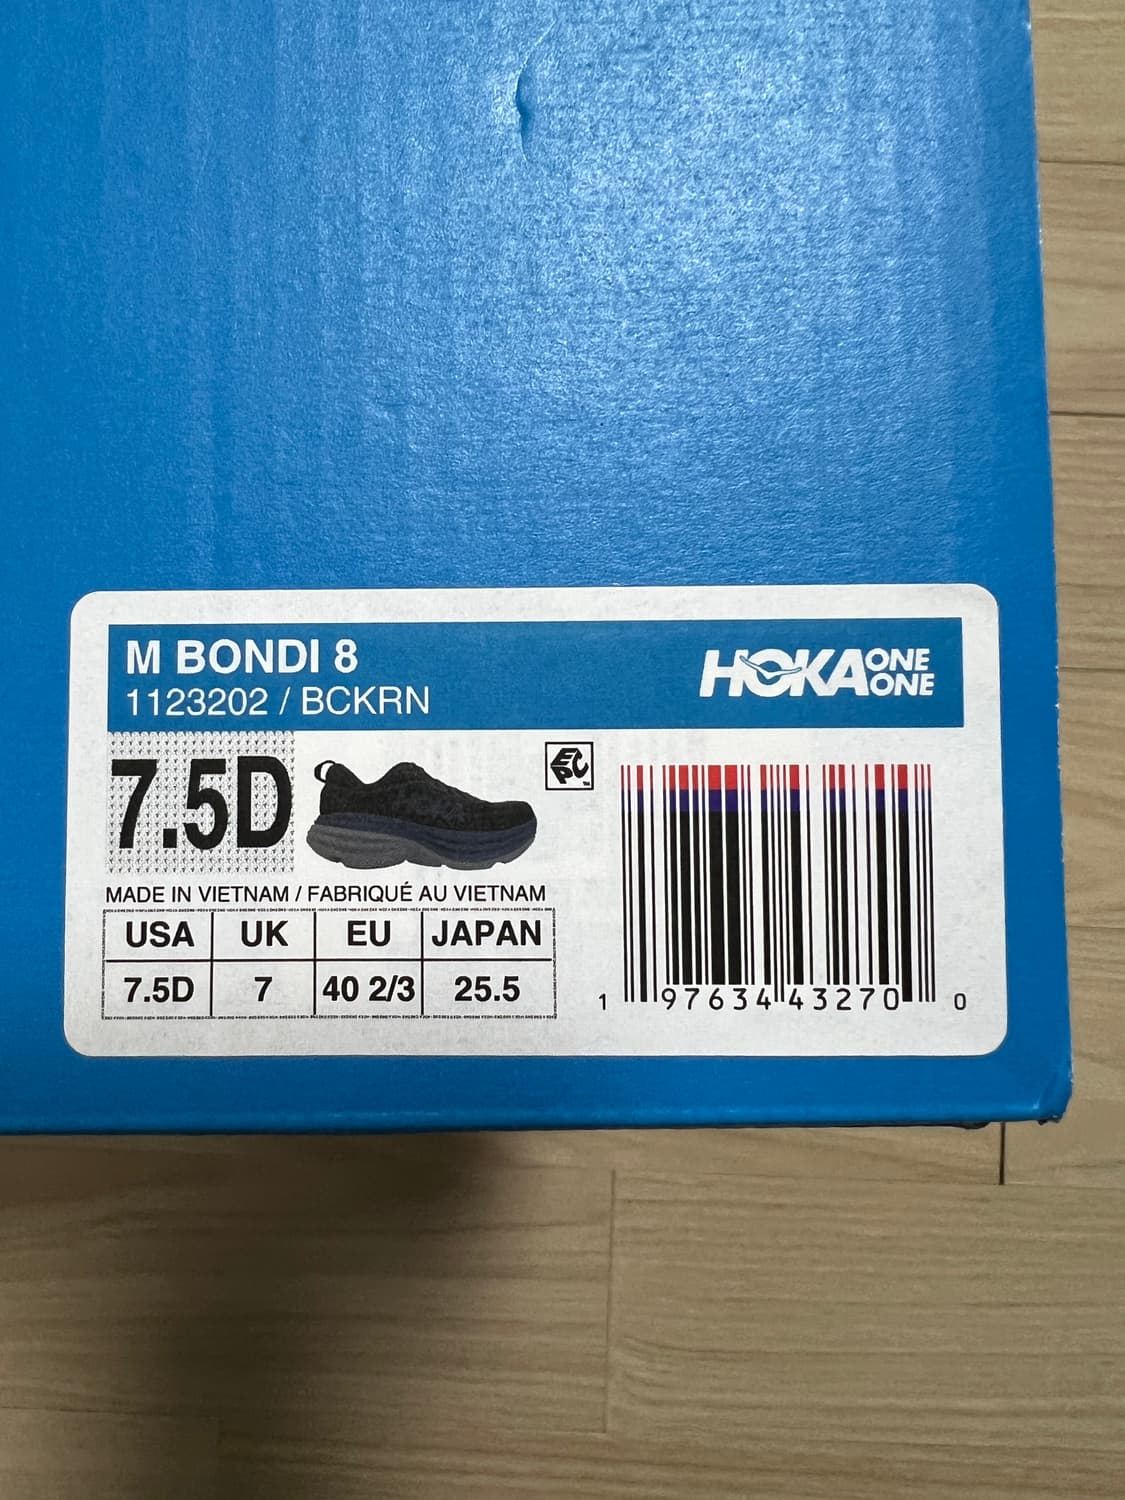 M BONDI 8
1123202 / BCKRN
HOKA ONE ONE
7.5D
EPC
MADE IN VIETNAM / FABRIQUÉ AU VIETNAM
USA UK EU JAPAN
7.5D 7 40 2/3 25.5
1 97634 43270 0